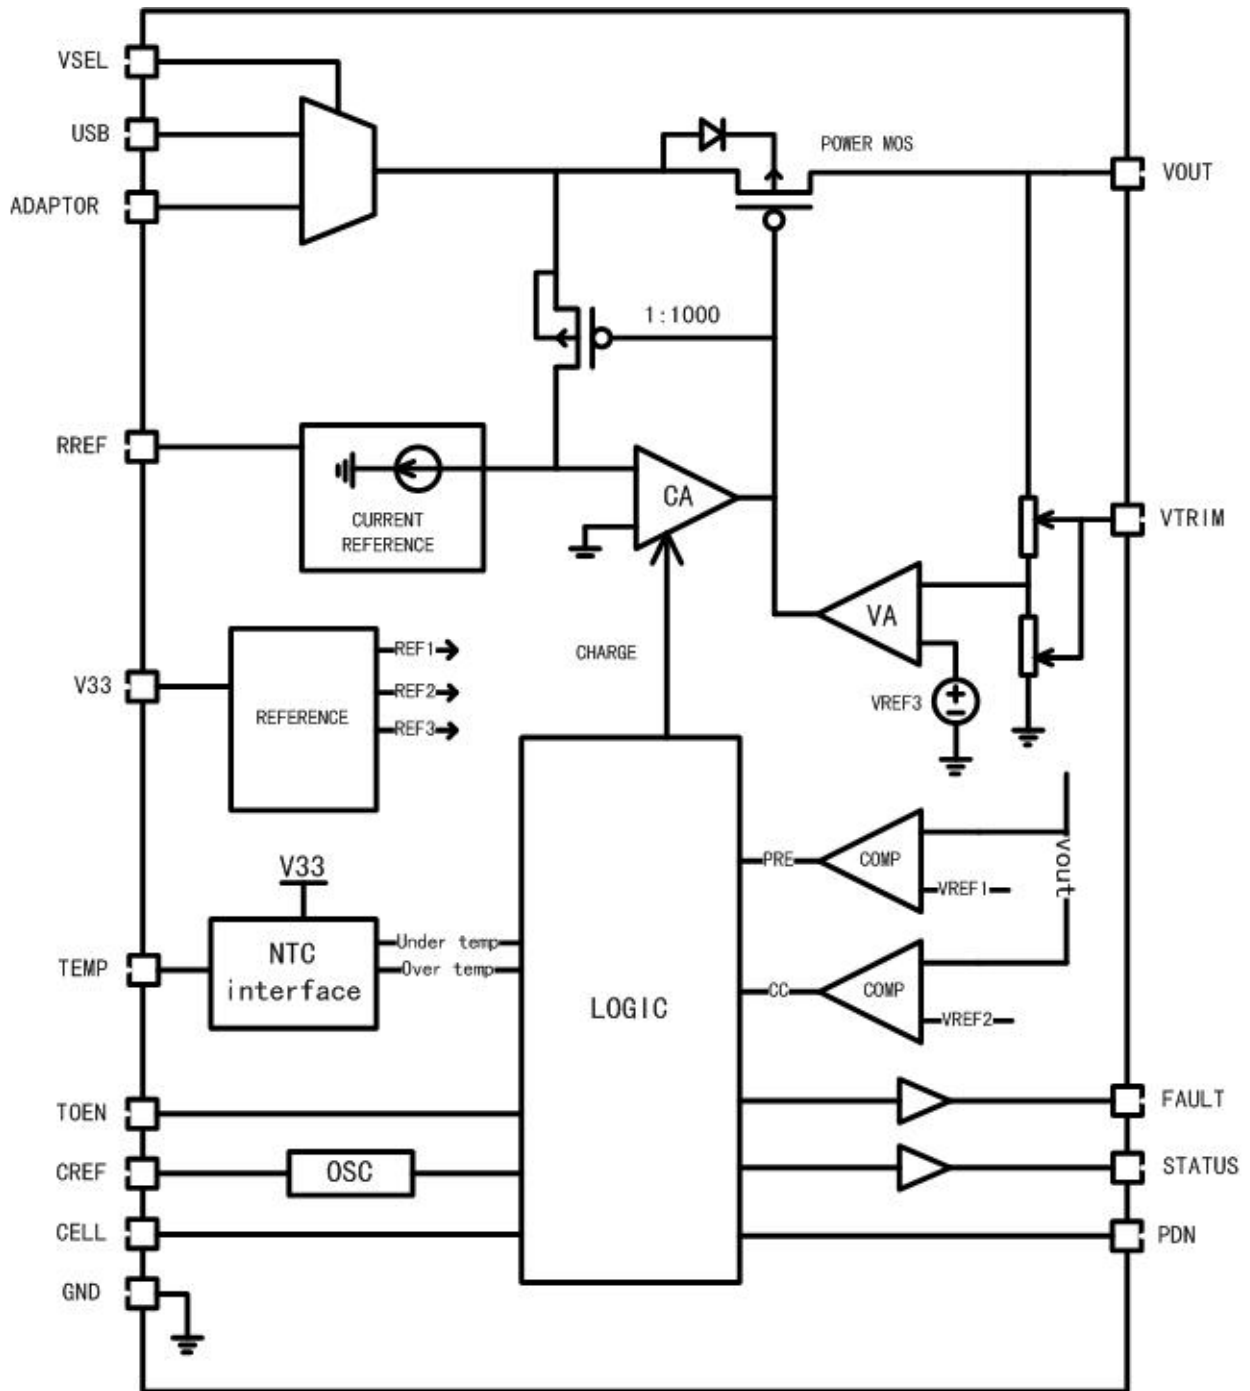 VSEL
USB
ADAPTOR
POWER MOS
VOUT
1:1000
RREF
CURRENT
REFERENCE
CA
VTRIM
VA
CHARGE
VREF3
V33
REFERENCE
REF1
REF2
REF3
PRE
COMP
VREF1
vout
V33
NTC
interface
TEMP
Under temp
Over temp
LOGIC
CC
COMP
VREF2
TOEN
FAULT
CREF
OSC
STATUS
CELL
PDN
GND